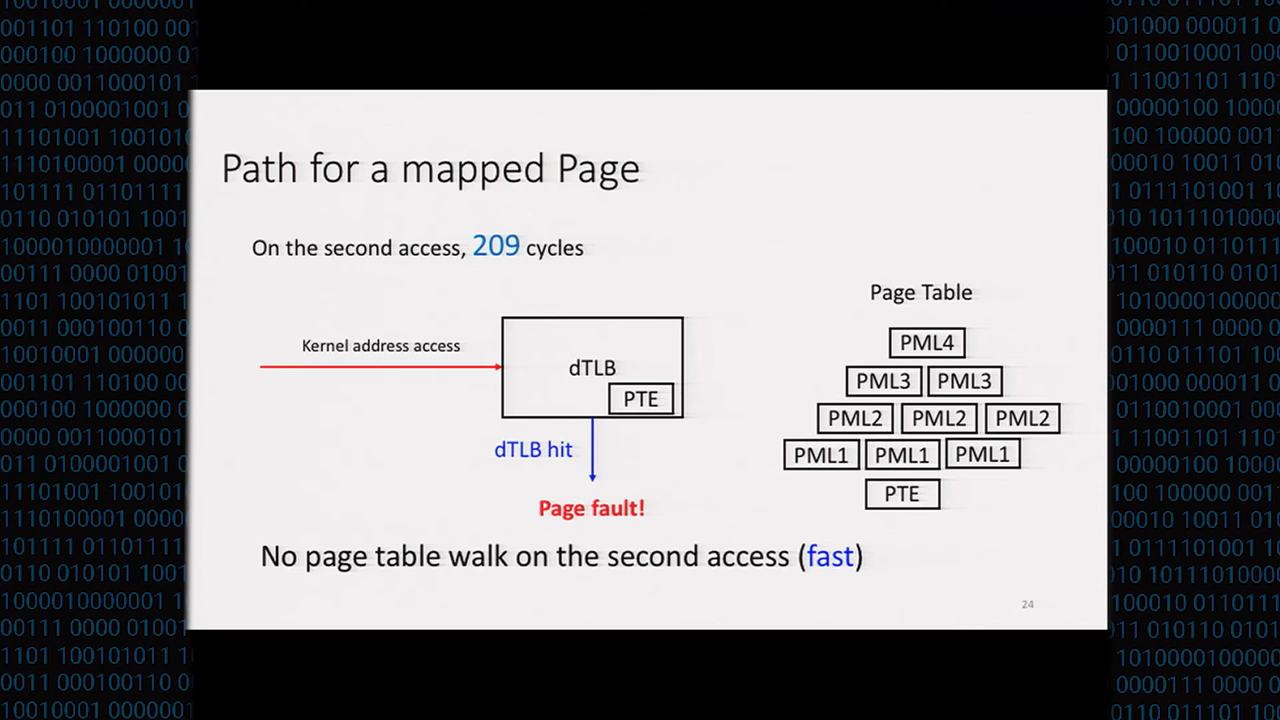 Path for a mapped Page
On the second access, 209 cycles
Page Table
Kernel address access
dTLB
PTE
dTLB hit
Page fault!
PML4
PML3 PML3
PML2 PML2 PML2
PML1 PML1 PML1
PTE
No page table walk on the second access (fast)
24